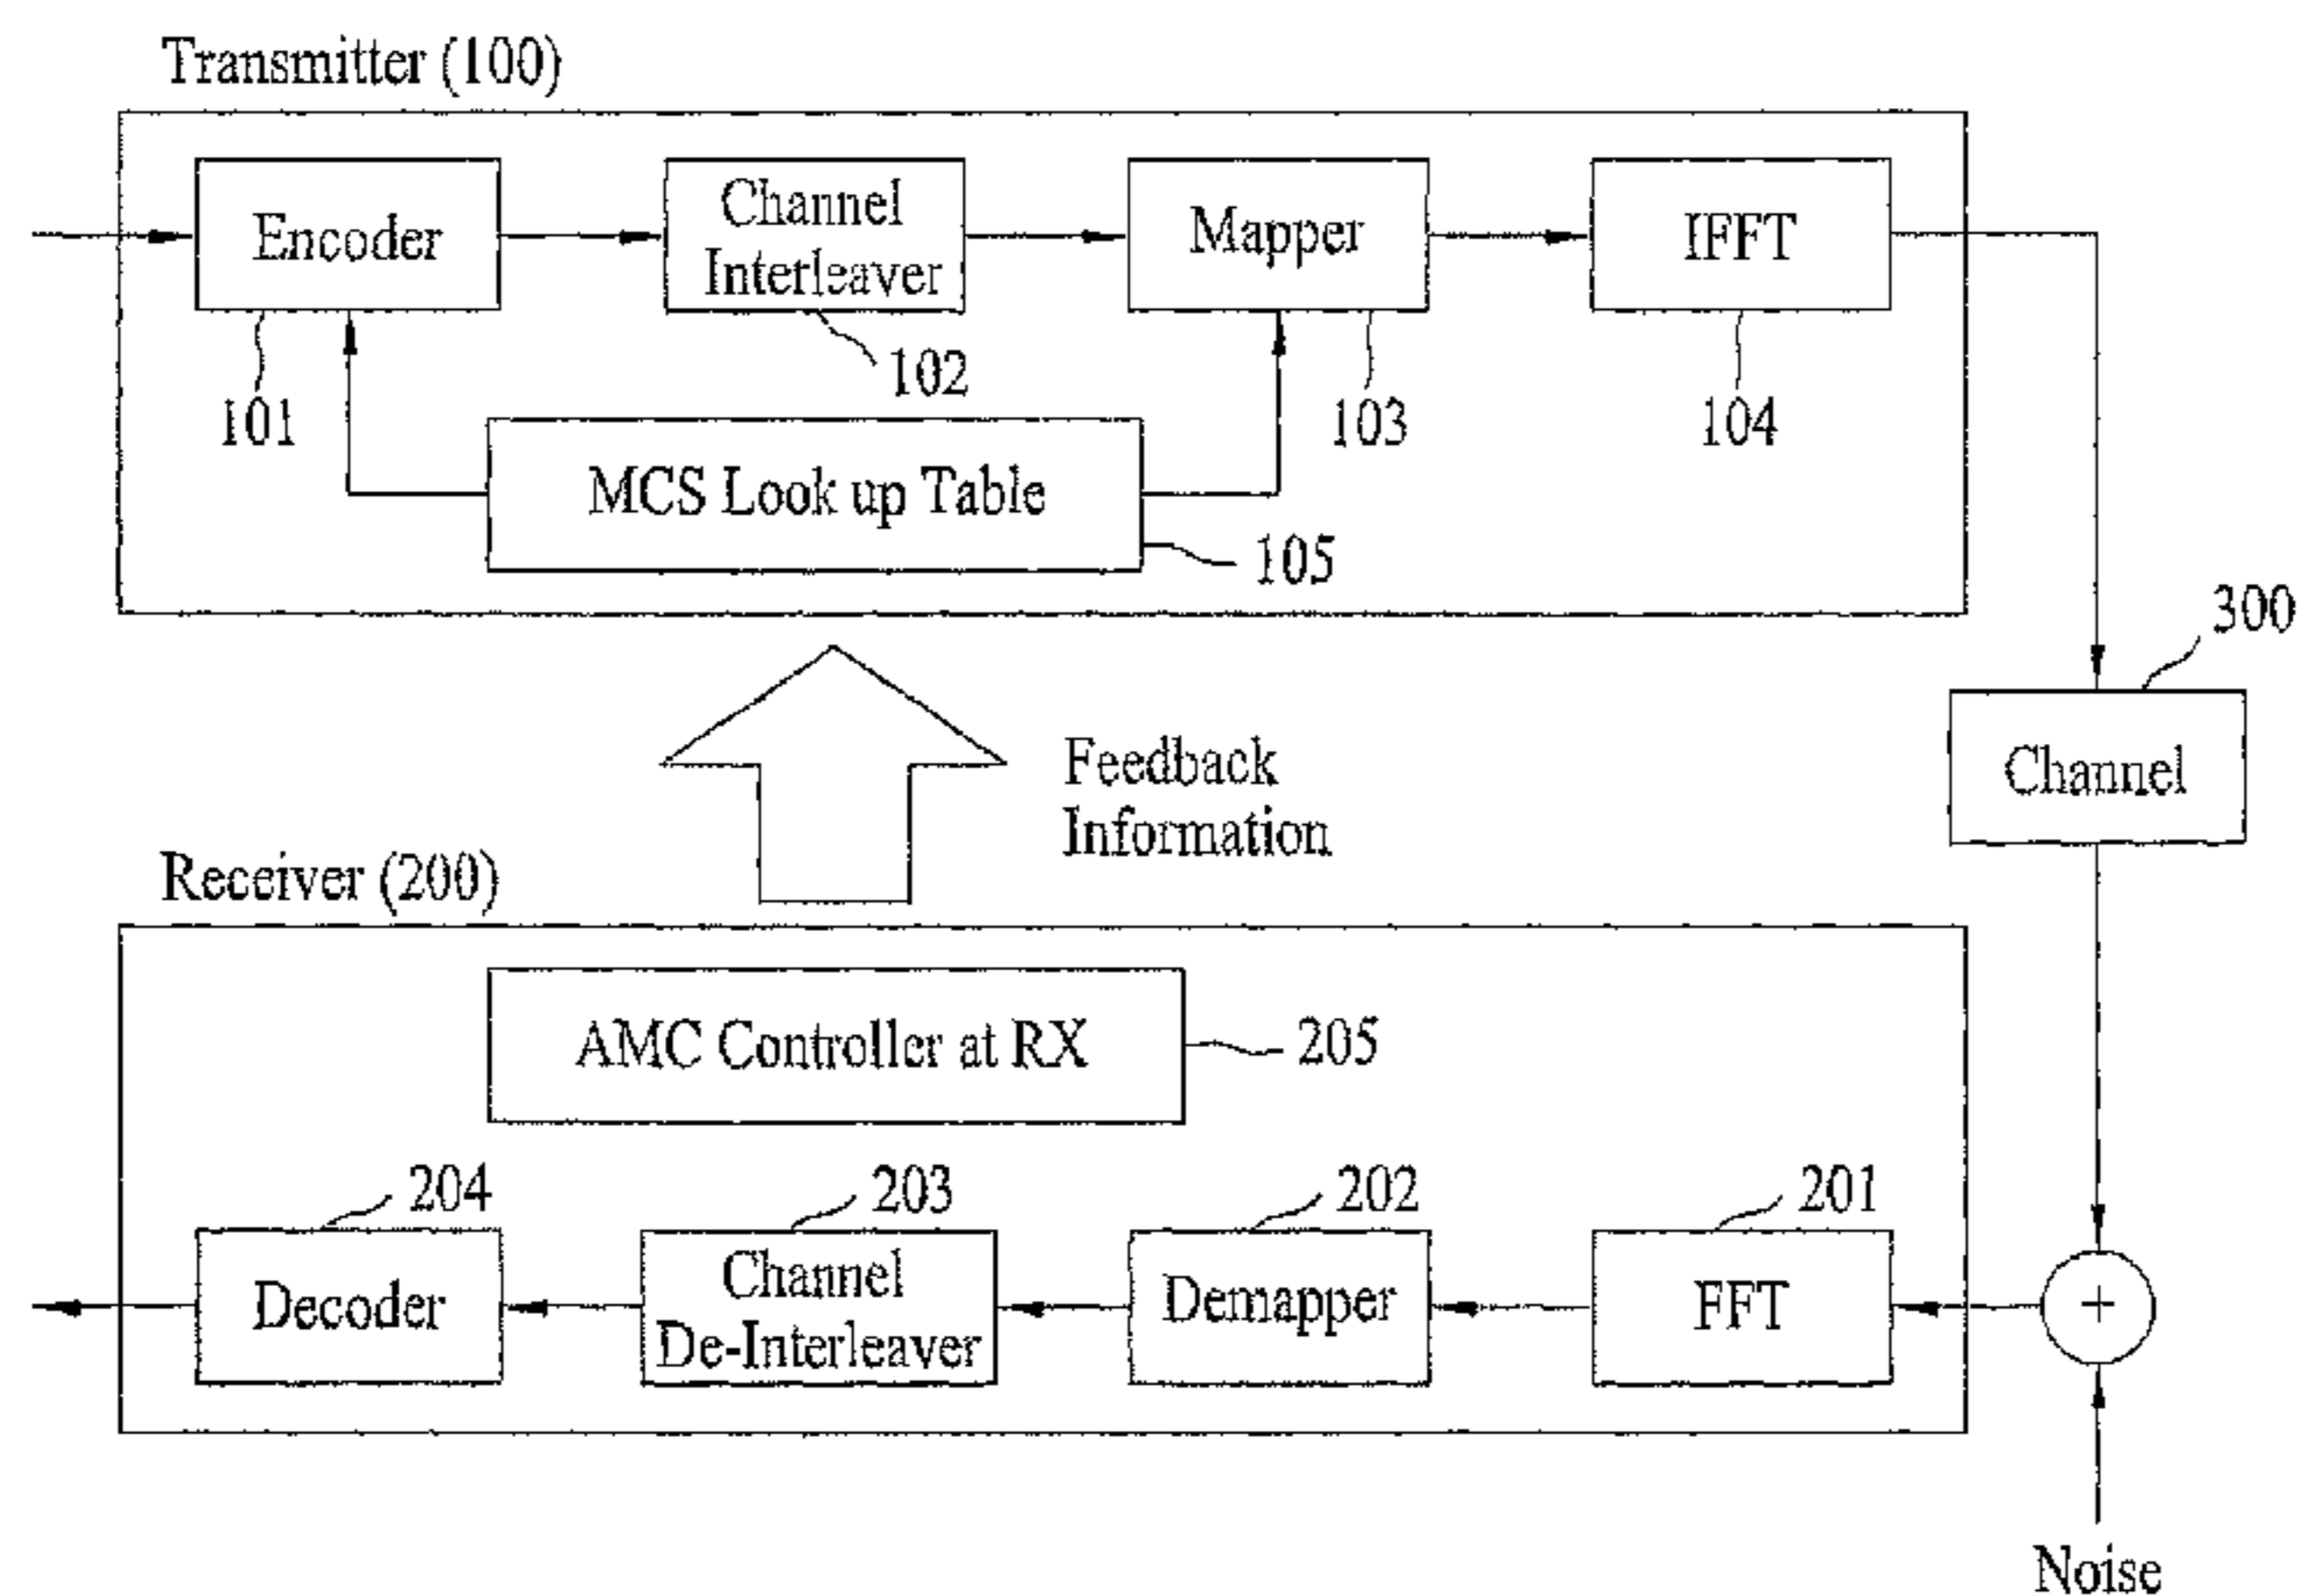 Transmitter (100)
Encoder
Channel
Interleaver
Mapper
IFFT
101
102
103
104
MCS Look up Table
105
300
Channel
Feedback
Information
Receiver (200)
AMC Controller at RX
205
204
203
202
201
Decoder
Channel
De-Interleaver
Demapper
FFT
+
Noise